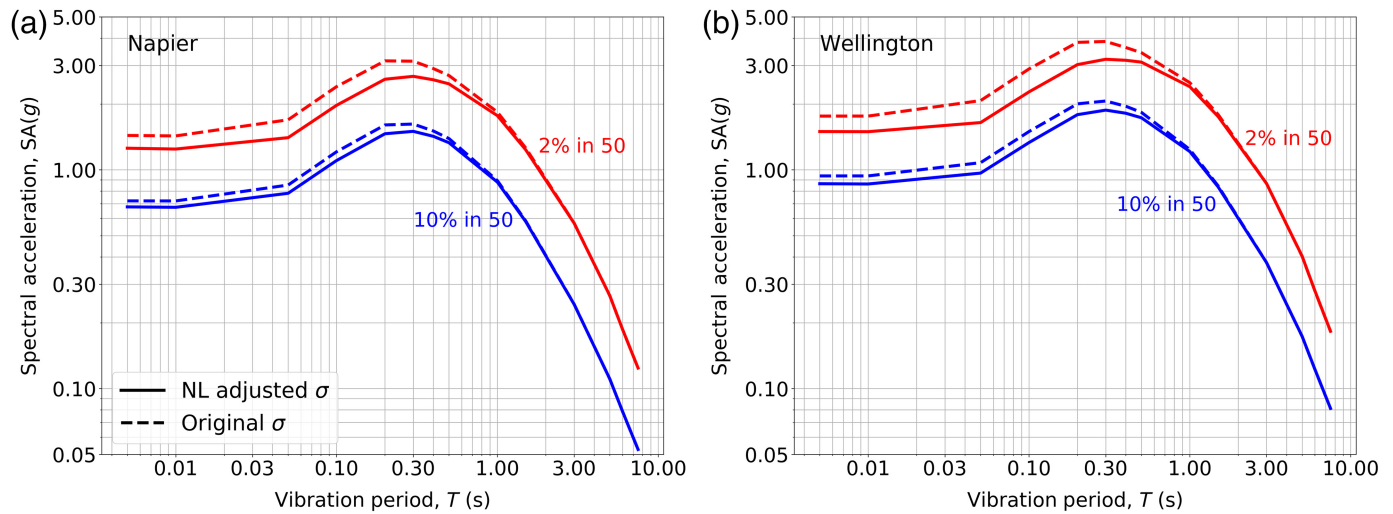 (a)
Napier
5.00
3.00
1.00
0.30
0.10
0.05
Spectral acceleration, SA(g)
2% in 50
10% in 50
NL adjusted σ
Original σ
0.01 0.03 0.10 0.30 1.00 3.00 10.00
Vibration period, T (s)
(b)
Wellington
5.00
3.00
1.00
0.30
0.10
0.05
Spectral acceleration, SA(g)
2% in 50
10% in 50
0.01 0.03 0.10 0.30 1.00 3.00 10.00
Vibration period, T (s)